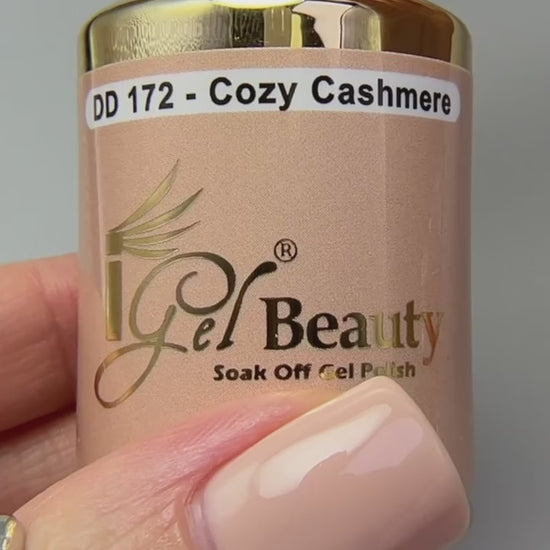 DD 172 - Cozy Cashmere
iGel Beauty®
Soak Off Gel Polish